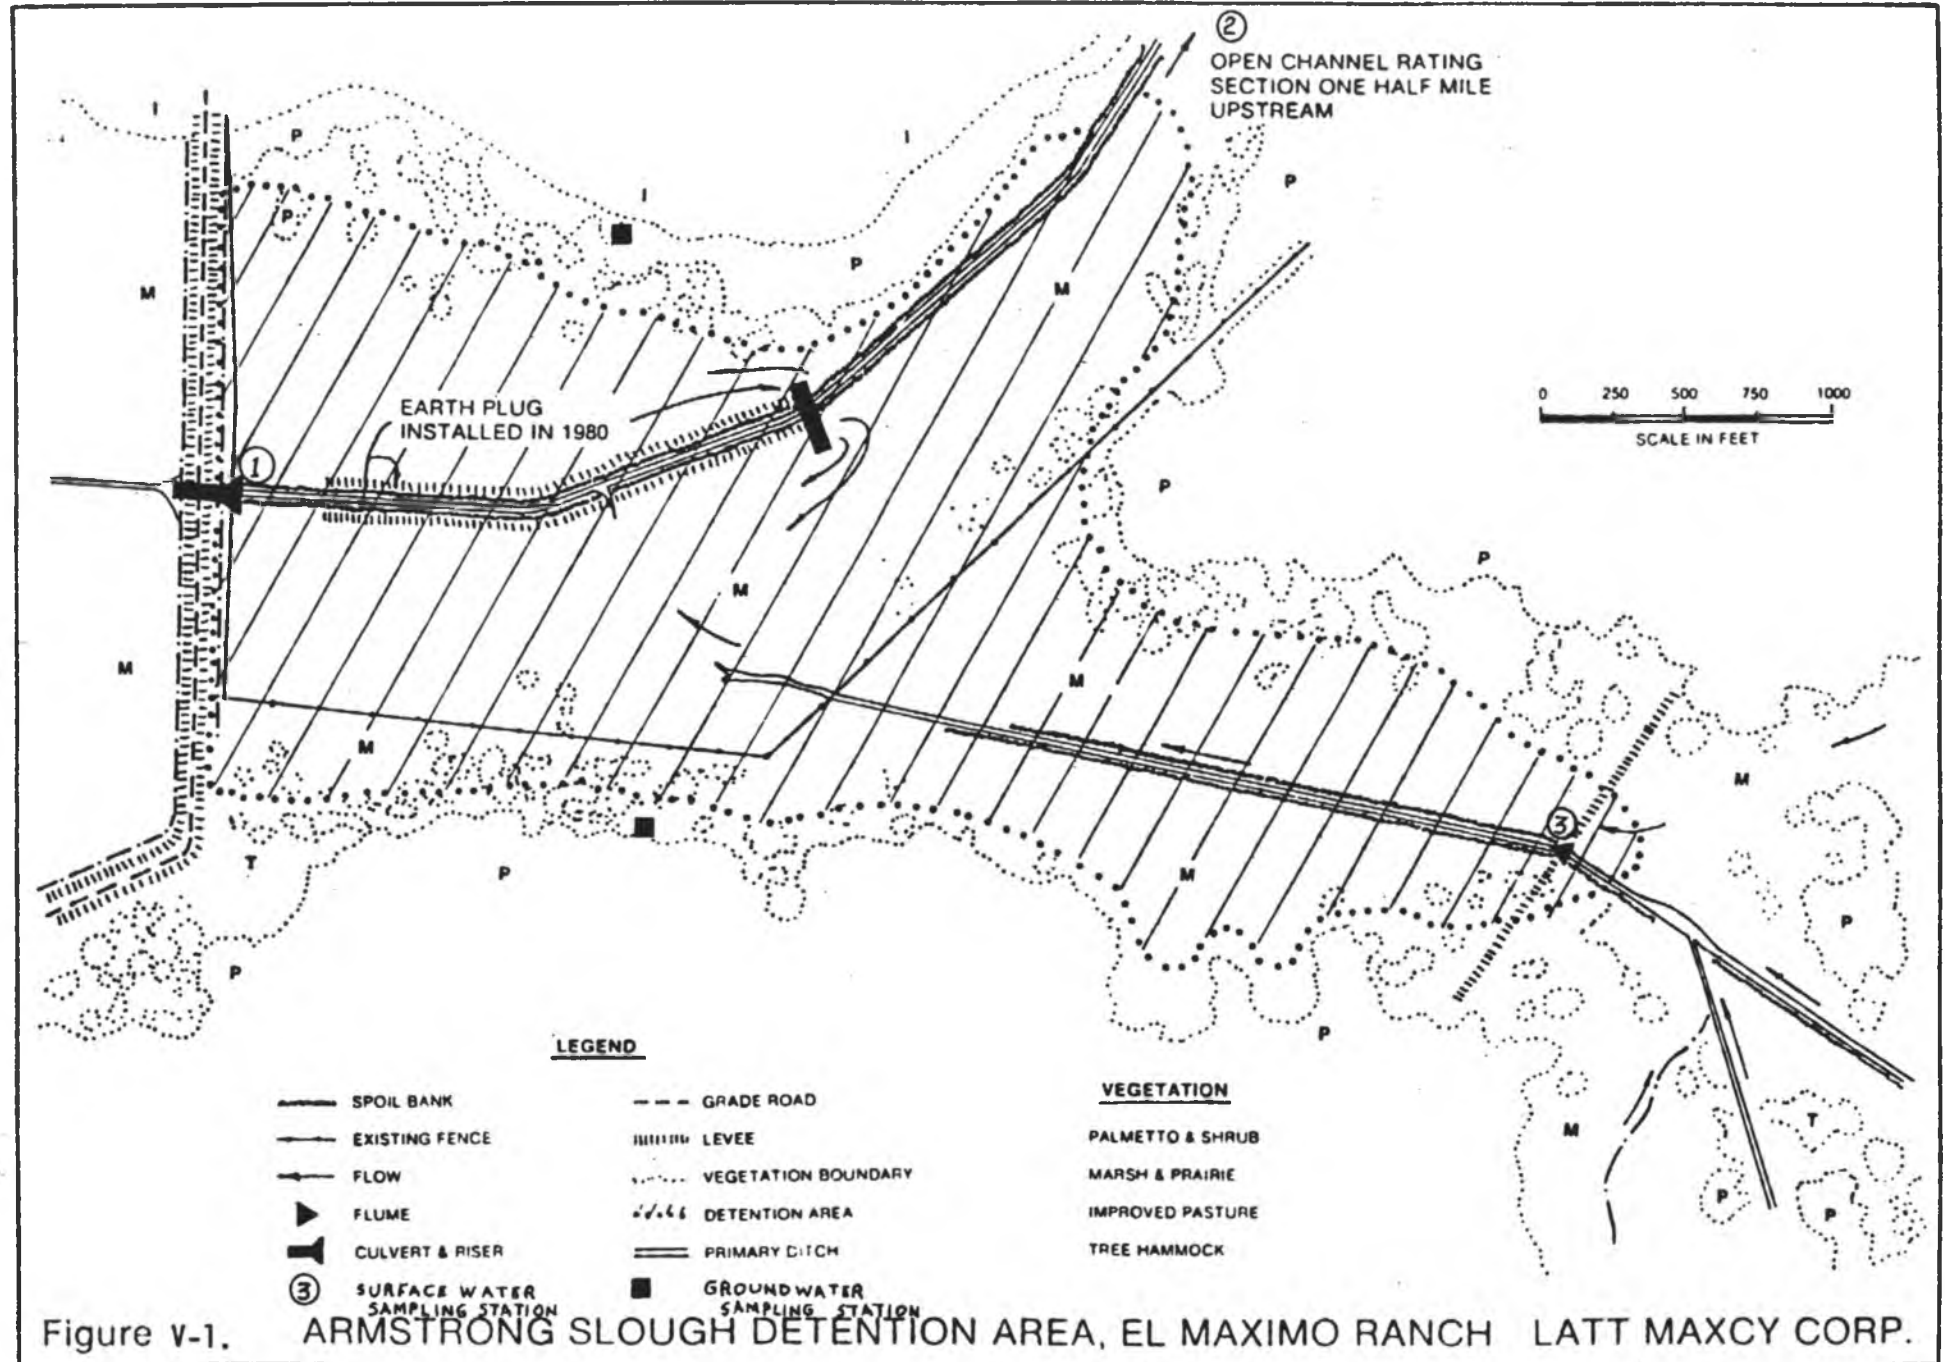 ②
OPEN CHANNEL RATING
SECTION ONE HALF MILE
UPSTREAM
I
I
P
I
I
P
P
P
M
M
0 250 500 750 1000
SCALE IN FEET
EARTH PLUG
INSTALLED IN 1980
①
P
P
M
M
M
M
M
③
T
P
M
P
P
P
M
T
P
P
LEGEND
SPOIL BANK
EXISTING FENCE
FLOW
FLUME
CULVERT & RISER
③ SURFACE WATER
SAMPLING STATION
GRADE ROAD
LEVEE
VEGETATION BOUNDARY
DETENTION AREA
PRIMARY DITCH
GROUNDWATER
SAMPLING STATION
VEGETATION
PALMETTO & SHRUB
MARSH & PRAIRIE
IMPROVED PASTURE
TREE HAMMOCK
Figure V-1. ARMSTRONG SLOUGH DETENTION AREA, EL MAXIMO RANCH LATT MAXCY CORP.